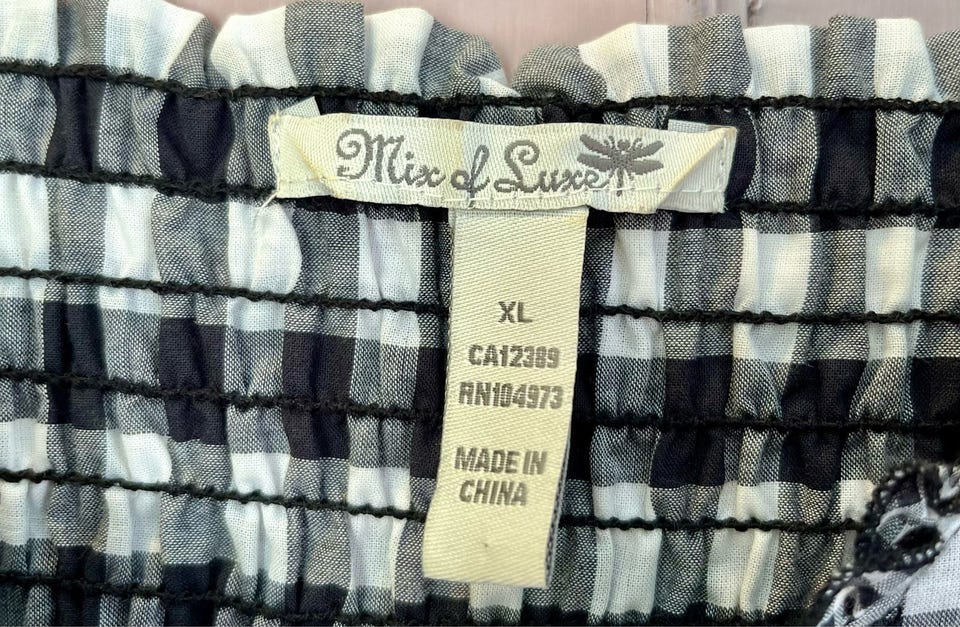 Mix of Luxe
XL
CA12389
RN104973
MADE IN
CHINA